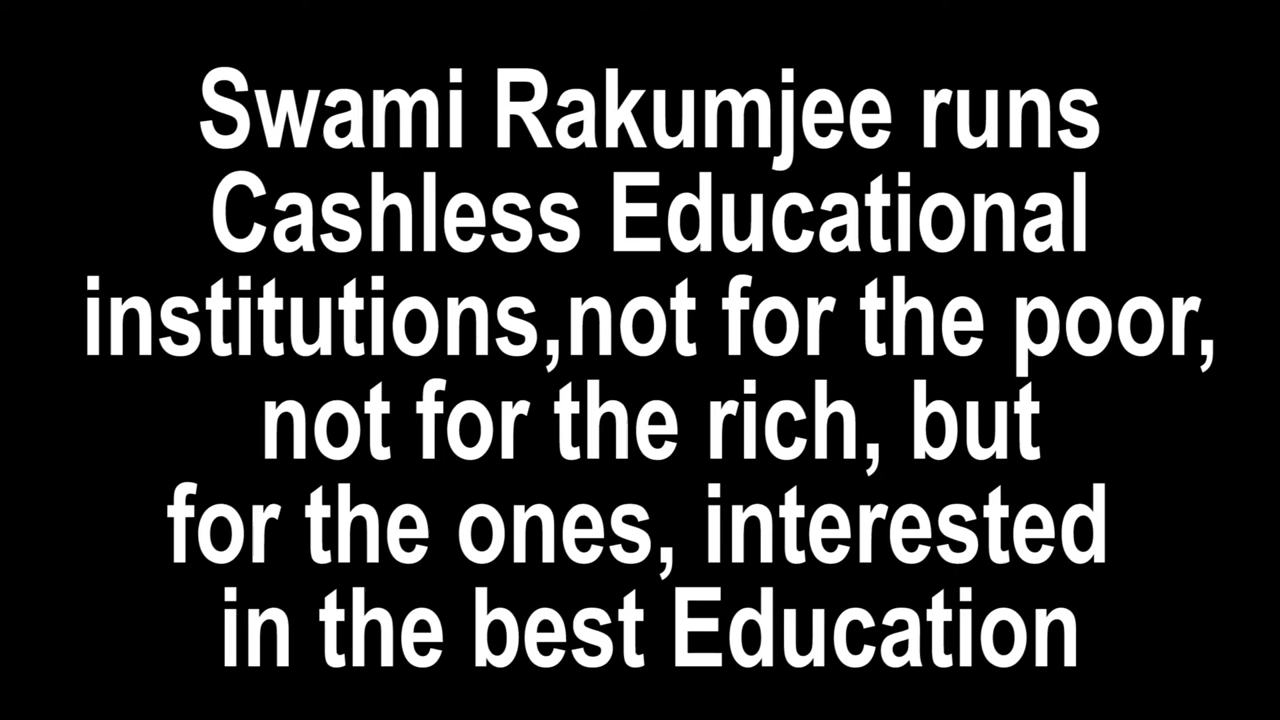 Swami Rakumjee runs
Cashless Educational
institutions,not for the poor,
not for the rich, but
for the ones, interested
in the best Education